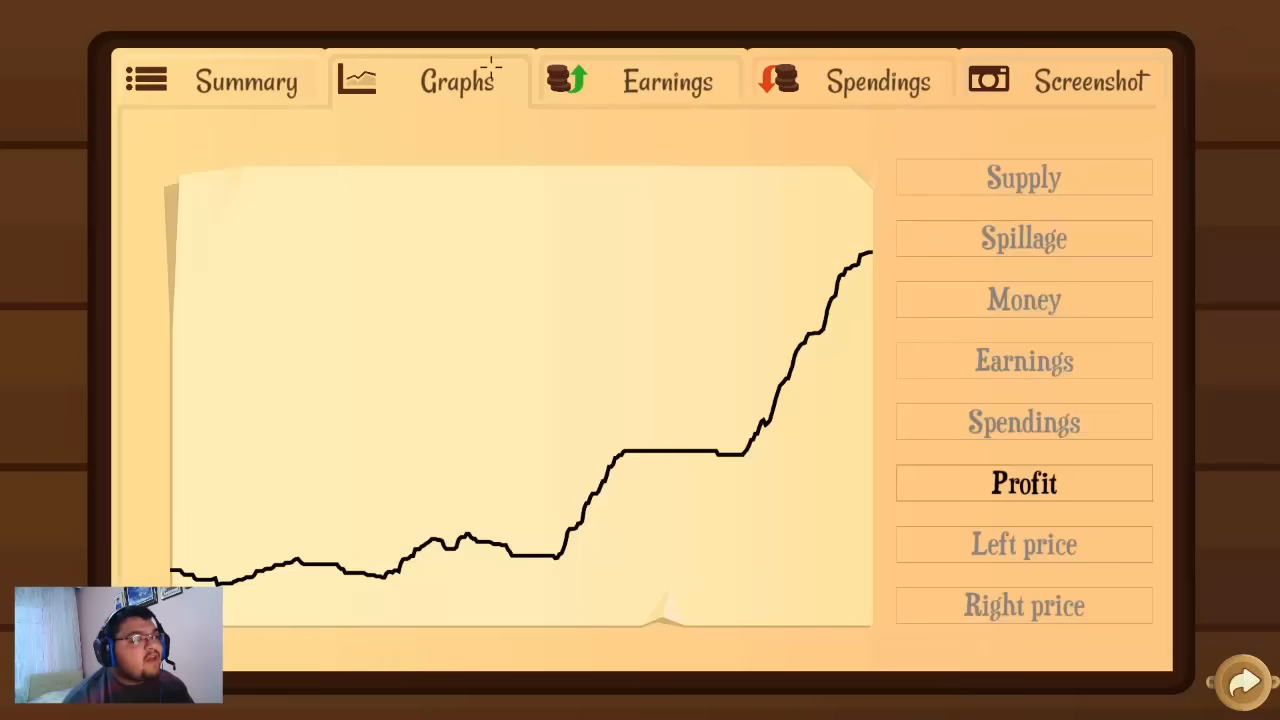 Summary
Graphs
Earnings
Spendings
Screenshot
Supply
Spillage
Money
Earnings
Spendings
Profit
Left price
Right price